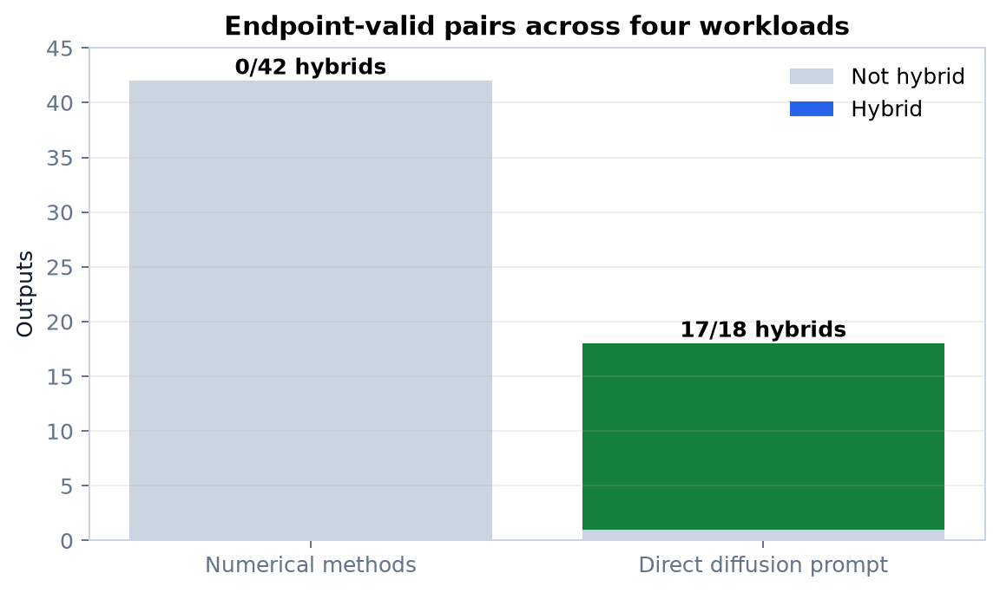 Endpoint-valid pairs across four workloads
45
40
35
30
25
20
15
10
5
0
Outputs
0/42 hybrids
17/18 hybrids
Not hybrid
Hybrid
Numerical methods
Direct diffusion prompt